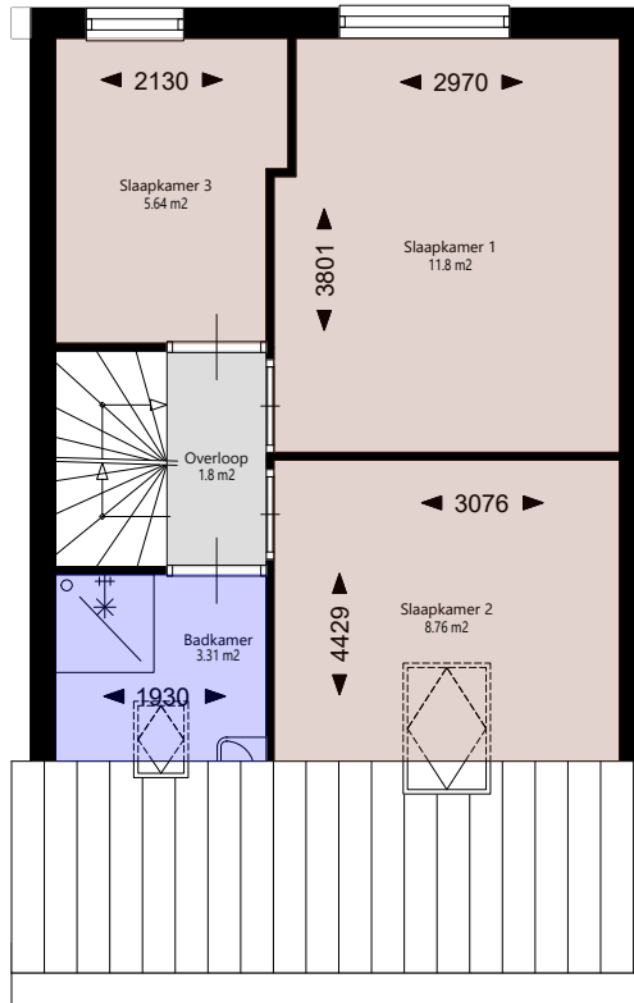 2130
2970
Slaapkamer 3
5.64 m2
3801
Slaapkamer 1
11.8 m2
Overloop
1.8 m2
3076
4429
Slaapkamer 2
8.76 m2
Badkamer
3.31 m2
1930